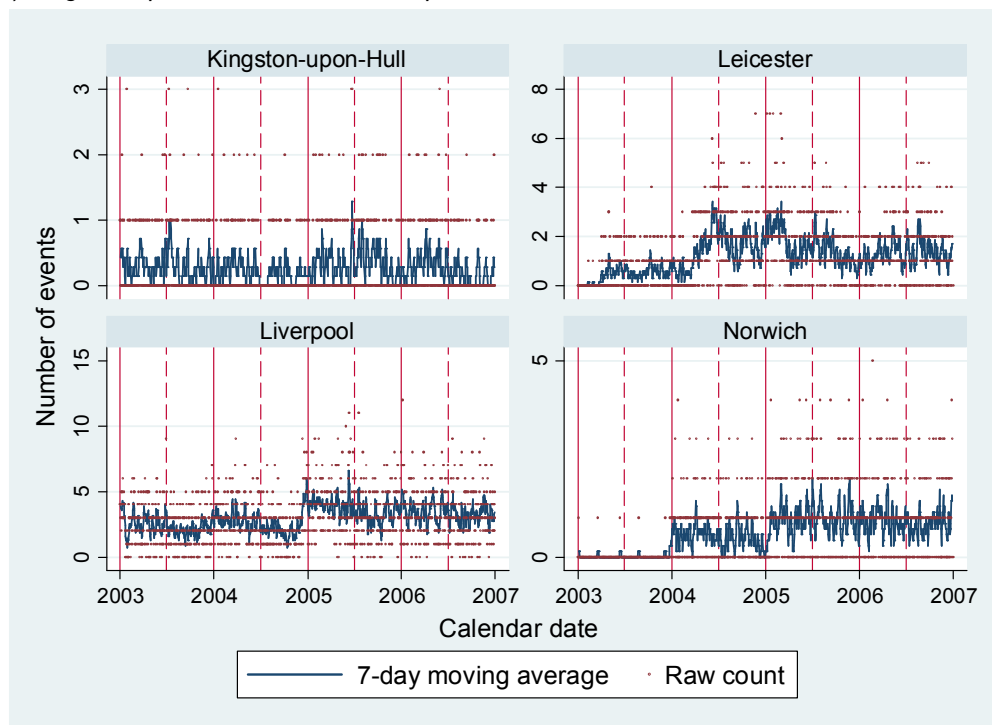 Kingston-upon-Hull
Leicester
3
2
1
0
8
6
4
2
0
Liverpool
Norwich
15
10
5
0
5
0
2003 2004 2005 2006 2007
2003 2004 2005 2006 2007
Number of events
Calendar date
7-day moving average Raw count